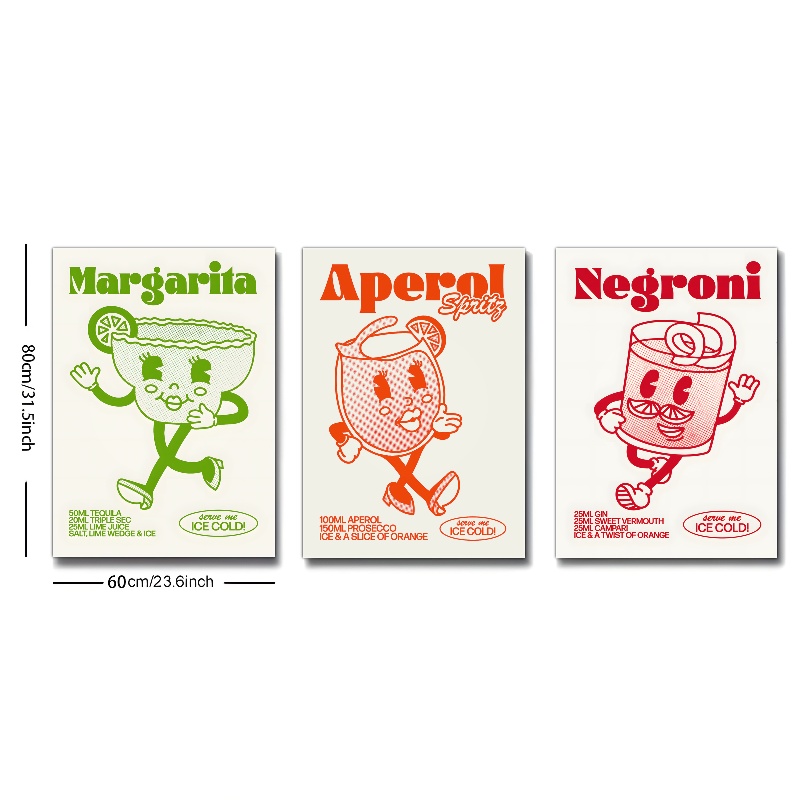 Margarita
50ML TEQUILA
20ML TRIPLE SEC
25ML LIME JUICE
SALT, LIME WEDGE & ICE
serve me
ICE COLD!
Aperol
Spritz
100ML APEROL
150ML PROSECCO
ICE & A SLICE OF ORANGE
serve me
ICE COLD!
Negroni
25ML GIN
25ML SWEET VERMOUTH
25ML CAMPARI
ICE & A TWIST OF ORANGE
serve me
ICE COLD!
80cm/31.5inch
60cm/23.6inch